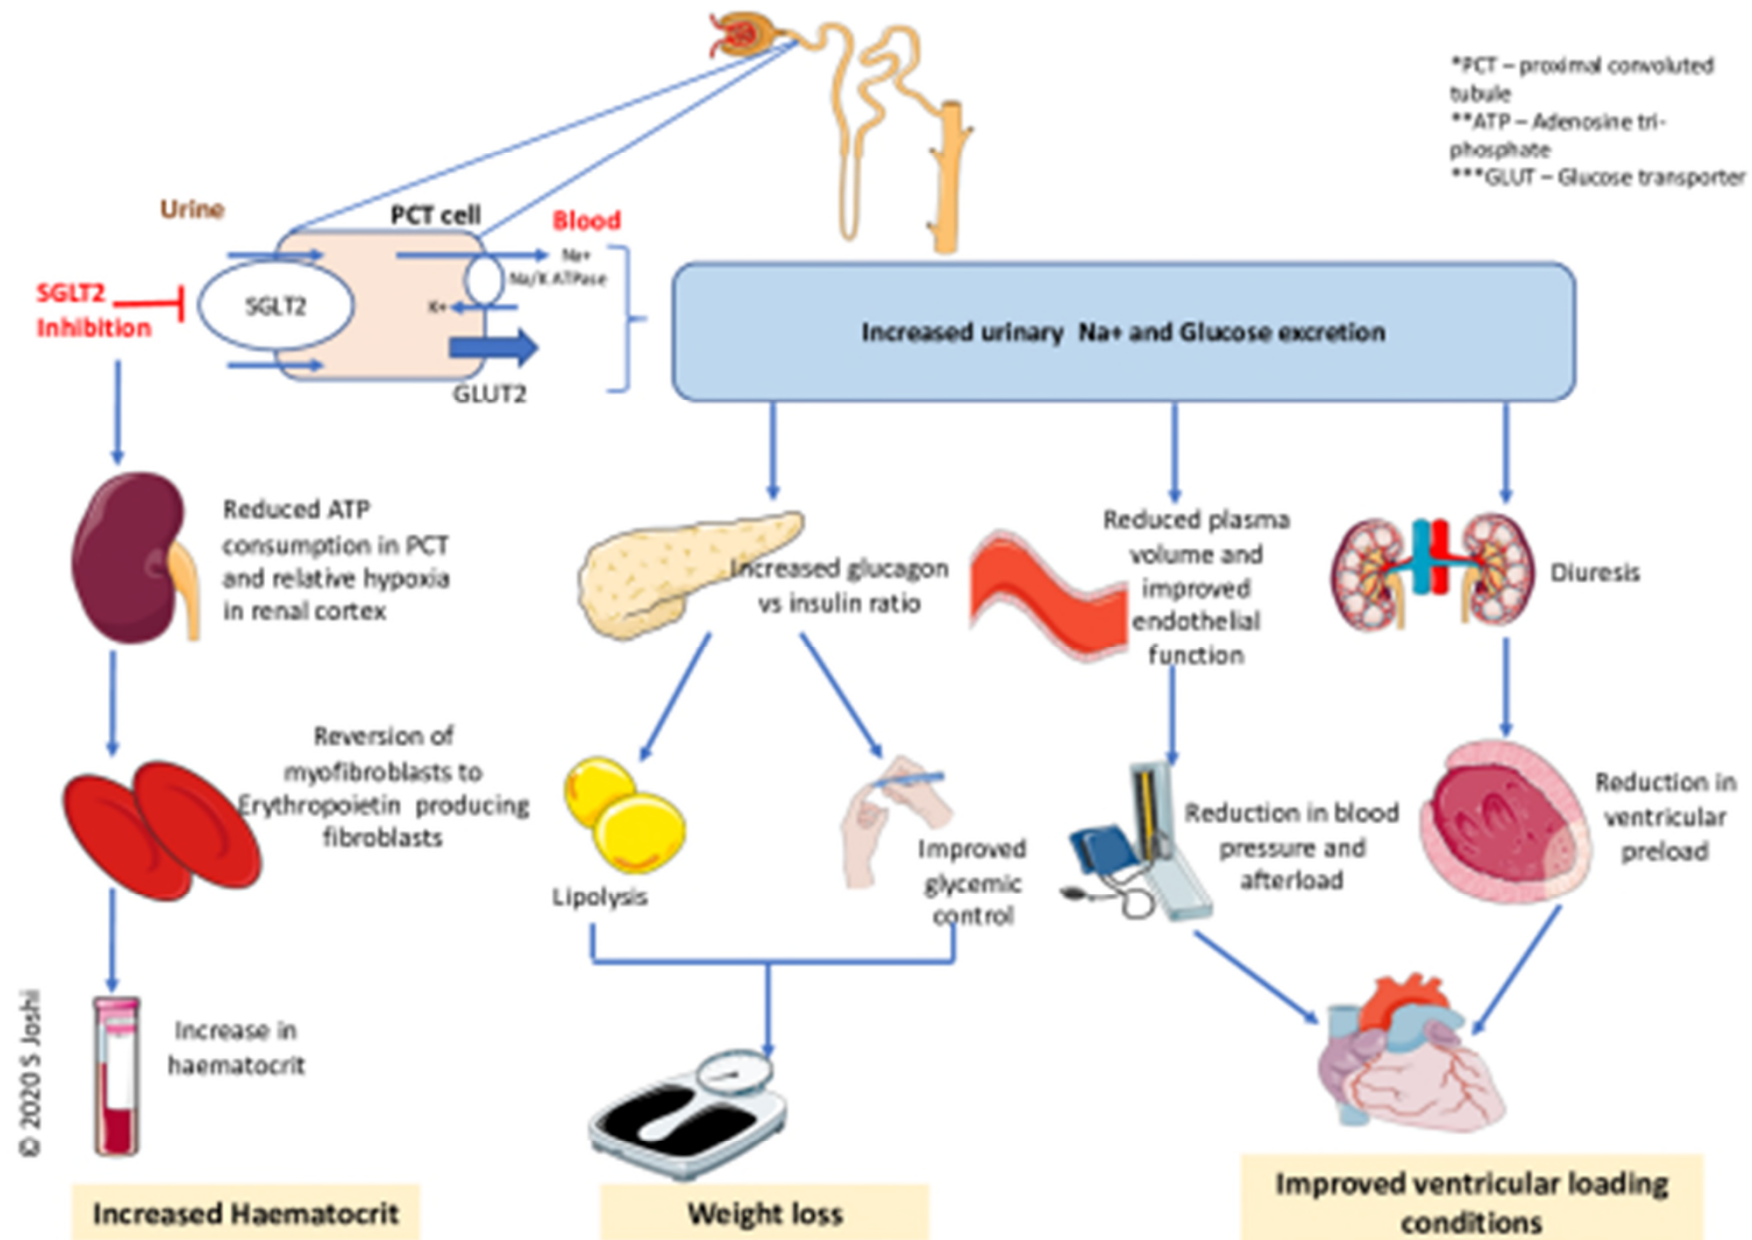 *PCT – proximal convoluted
tubule
**ATP – Adenosine tri-
phosphate
***GLUT – Glucose transporter
Urine
PCT cell
Blood
Na+
Na/K ATPase
K+
SGLT2
Inhibition
SGLT2
GLUT2
Increased urinary Na+ and Glucose excretion
Reduced ATP
consumption in PCT
and relative hypoxia
in renal cortex
Increased glucagon
vs insulin ratio
Reduced plasma
volume and
improved
endothelial
function
Diuresis
Reversion of
myofibroblasts to
Erythropoietin producing
fibroblasts
Lipolysis
Improved
glycemic
control
Reduction in blood
pressure and
afterload
Reduction in
ventricular
preload
Increase in
haematocrit
© 2020 S Joshi
Increased Haematocrit
Weight loss
Improved ventricular loading
conditions